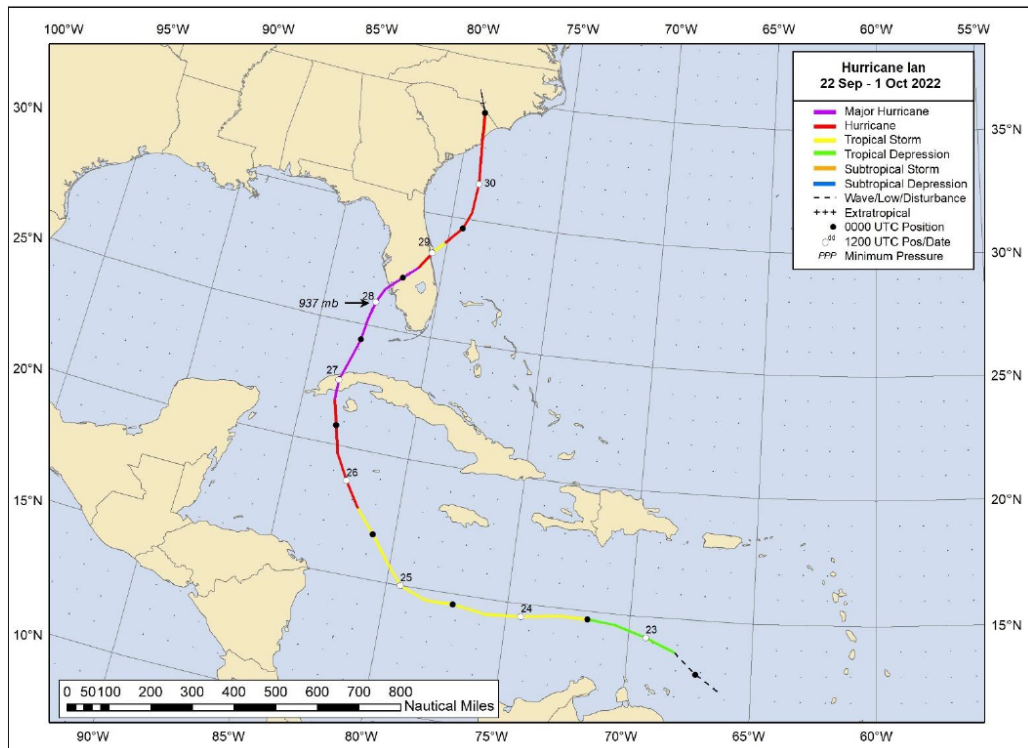 100°W 95°W 90°W 85°W 80°W 75°W 70°W 65°W 60°W 55°W
Hurricane Ian
22 Sep - 1 Oct 2022
Major Hurricane
Hurricane
Tropical Storm
Tropical Depression
Subtropical Storm
Subtropical Depression
Wave/Low/Disturbance
Extratropical
0000 UTC Position
dd 1200 UTC Pos/Date
PPP Minimum Pressure
30°N
35°N
30
25°N
29
30°N
28
937 mb
20°N
27
25°N
26
15°N
20°N
25
24
23
10°N
15°N
0 50 100 200 300 400 500 600 700 800
Nautical Miles
90°W 85°W 80°W 75°W 70°W 65°W 60°W